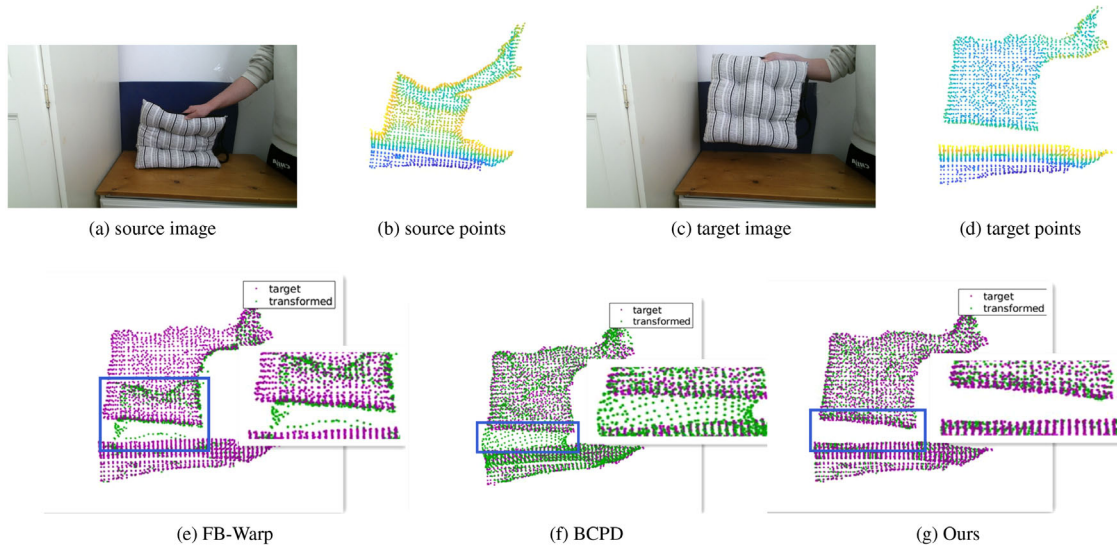 (a) source image
(b) source points
(c) target image
(d) target points
target
transformed
target
transformed
target
transformed
(e) FB-Warp
(f) BCPD
(g) Ours